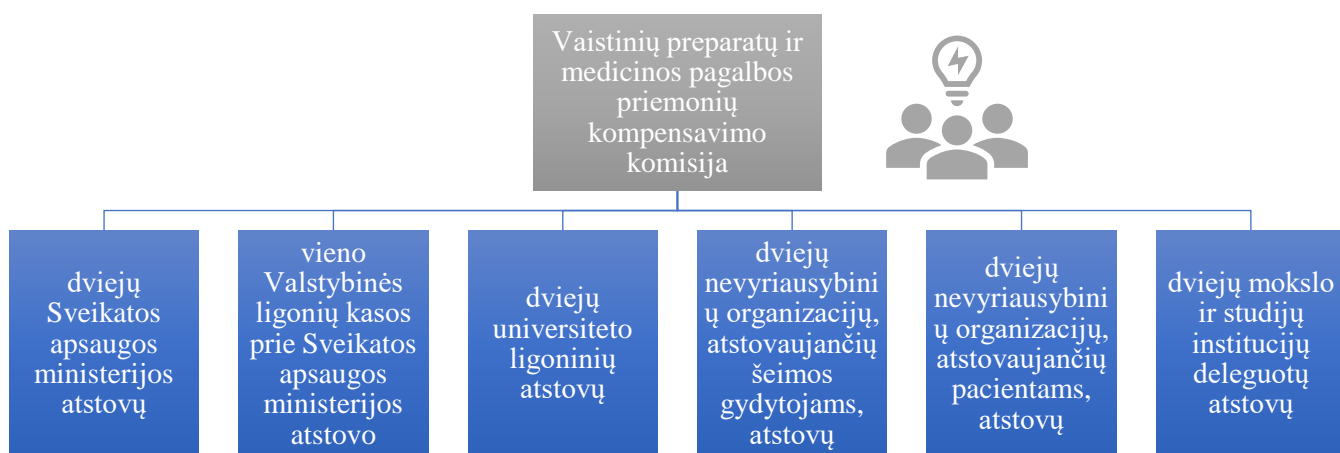 Vaistinių preparatų ir
medicinos pagalbos
priemonių
kompensavimo
komisija
dviejų
Sveikatos
apsaugos
ministerijos
atstovų
vieno
Valstybinės
ligonių kasos
prie Sveikatos
apsaugos
ministerijos
atstovo
dviejų
universiteto
ligoninių
atstovų
dviejų
nevyriausybini
ų organizacijų,
atstovaujančių
šeimos
gydytojams,
atstovų
dviejų
nevyriausybini
ų organizacijų,
atstovaujančių
pacientams,
atstovų
dviejų mokslo
ir studijų
institucijų
deleguotų
atstovų